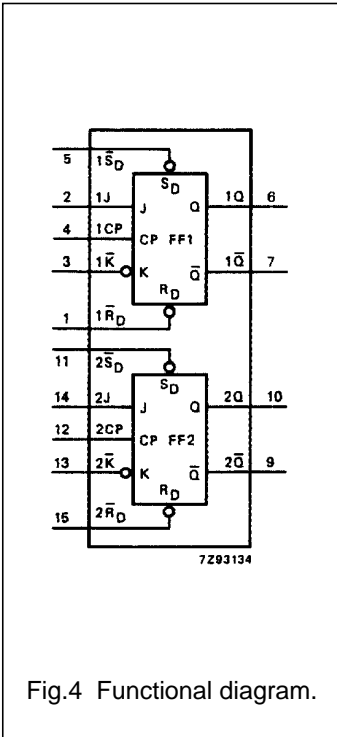 5 1S̅D
SD
2 1J J Q 1Q 6
4 1CP CP FF1
3 1K̅ K Q̅ 1Q̅ 7
RD
1 1R̅D
11 2S̅D
SD
14 2J J Q 2Q 10
12 2CP CP FF2
13 2K̅ K Q̅ 2Q̅ 9
RD
15 2R̅D
7Z93134
Fig.4 Functional diagram.